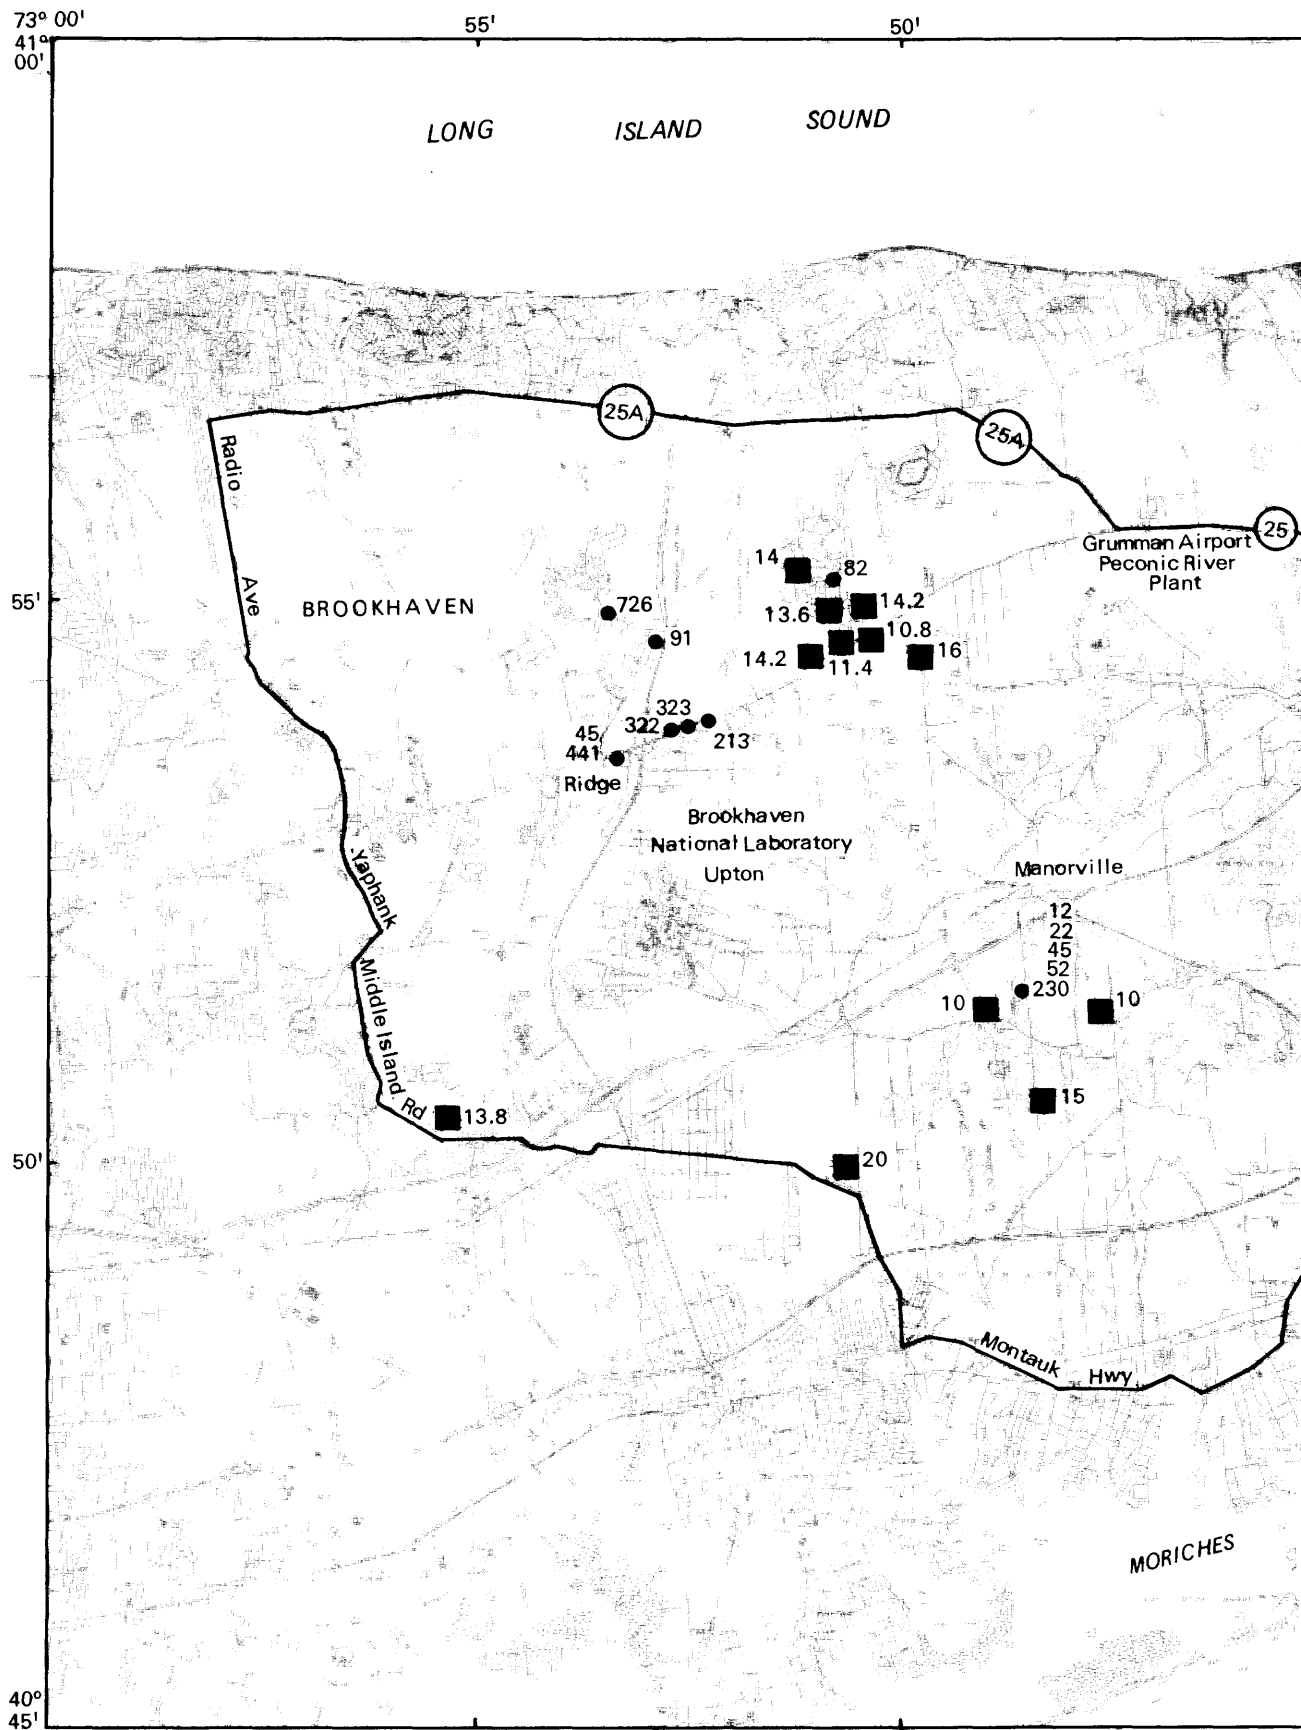 73° 00'
55'
50'
41°
00'
LONG ISLAND SOUND
25A
25A
Radio
Ave
25
Grumman Airport
Peconic River
Plant
14
82
BROOKHAVEN
726
13.6
14.2
91
10.8
14.2
11.4
16
55'
323
322
45,
441
213
Ridge
Brookhaven
National Laboratory
Upton
Manorville
Yaphank
12
22
45
52
230
10
10
Middle Island Rd
13.8
15
50'
20
Montauk Hwy
MORICHES
40°
45'